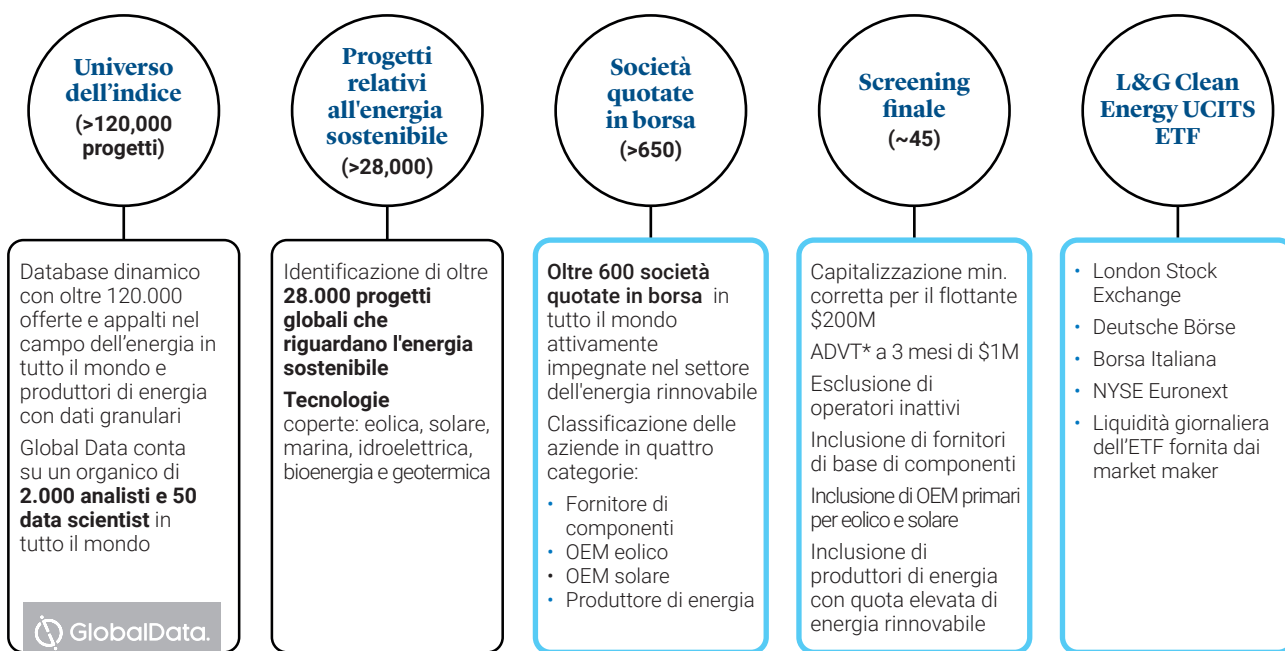 Universo
dell'indice
(>120,000
progetti)
Database dinamico
con oltre 120.000
offerte e appalti nel
campo dell'energia in
tutto il mondo e
produttori di energia
con dati granulari
Global Data conta
su un organico di
2.000 analisti e 50
data scientist in
tutto il mondo
GlobalData.
Progetti
relativi
all'energia
sostenibile
(>28,000)
Identificazione di oltre
28.000 progetti
globali che
riguardano l'energia
sostenibile
Tecnologie
coperte: eolica, solare,
marina, idroelettrica,
bioenergia e geotermica
Società
quotate
in borsa
(>650)
Oltre 600 società
quotate in borsa in
tutto il mondo
attivamente
impegnate nel settore
dell'energia rinnovabile
Classificazione delle
aziende in quattro
categorie:
• Fornitore di
componenti
• OEM eolico
• OEM solare
• Produttore di energia
Screening
finale
(~45)
Capitalizzazione min.
corretta per il flottante
$200M
ADVT* a 3 mesi di $1M
Esclusione di
operatori inattivi
Inclusione di fornitori
di base di componenti
Inclusione di OEM primari
per eolico e solare
Inclusione di
produttori di energia
con quota elevata di
energia rinnovabile
L&G Clean
Energy UCITS
ETF
• London Stock
Exchange
• Deutsche Börse
• Borsa Italiana
• NYSE Euronext
• Liquidità giornaliera
dell'ETF fornita dai
market maker